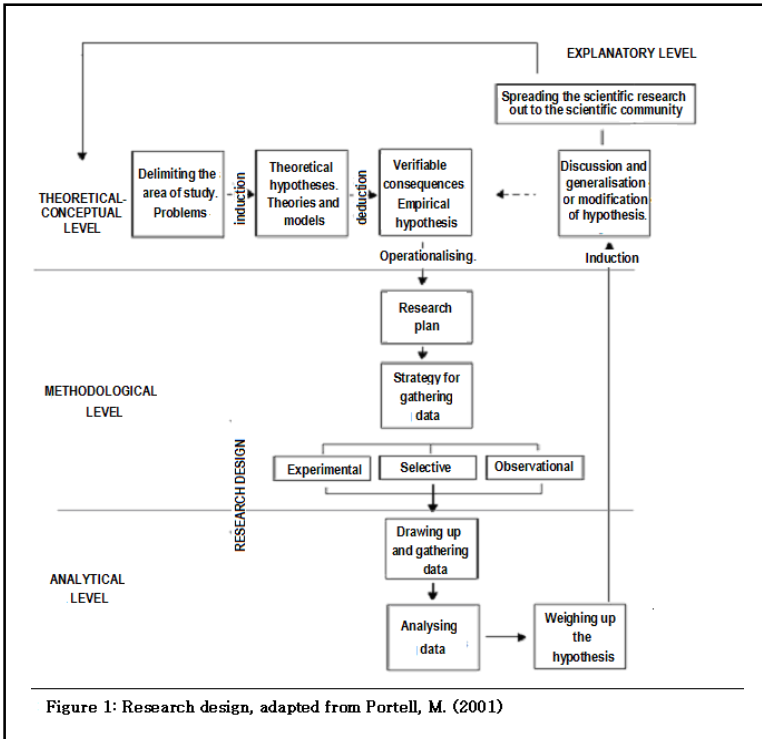 EXPLANATORY LEVEL
Spreading the scientific research
out to the scientific community
THEORETICAL-
CONCEPTUAL
LEVEL
Delimiting the
area of study.
Problems
induction
Theoretical
hypotheses.
Theories and
models
deduction
Verifiable
consequences
Empirical
hypothesis
Discussion and
generalisation
or modification
of hypothesis.
Operationalising.
Induction
METHODOLOGICAL
LEVEL
Research
plan
Strategy for
gathering
data
RESEARCH DESIGN
Experimental
Selective
Observational
ANALYTICAL
LEVEL
Drawing up
and gathering
data
Analysing
data
Weighing up
the
hypothesis
Figure 1: Research design, adapted from Portell, M. (2001)